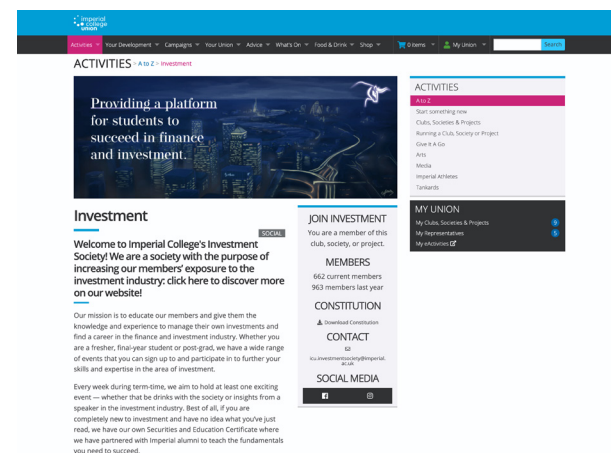 imperial
college
union
Activities Your Development Campaigns Your Union Advice What's On Food & Drink Shop 0 items My Union Search
ACTIVITIES > A to Z > Investment
Providing a platform
for students to
succeed in finance
and investment.
Investment
SOCIAL
Welcome to Imperial College's Investment
Society! We are a society with the purpose of
increasing our members' exposure to the
investment industry: click here to discover more
on our website!
Our mission is to educate our members and give them the
knowledge and experience to manage their own investments and
find a career in the finance and investment industry. Whether you
are a fresher, final-year student or post-grad, we have a wide range
of events that you can sign up to and participate in to further your
skills and expertise in the area of investment.
Every week during term-time, we aim to hold at least one exciting
event — whether that be drinks with the society or insights from a
speaker in the investment industry. Best of all, if you are
completely new to investment and have no idea what you've just
read, we have our own Securities and Education Certificate where
we have partnered with Imperial alumni to teach the fundamentals
you need to succeed.
JOIN INVESTMENT
You are a member of this
club, society, or project.
MEMBERS
662 current members
963 members last year
CONSTITUTION
Download Constitution
CONTACT
icu.investmentsociety@imperial.
ac.uk
SOCIAL MEDIA
ACTIVITIES
A to Z
Start something new
Clubs, Societies & Projects
Running a Club, Society or Project
Give It A Go
Arts
Media
Imperial Athletes
Tankards
MY UNION
My Clubs, Societies & Projects 9
My Representatives 5
My eActivities